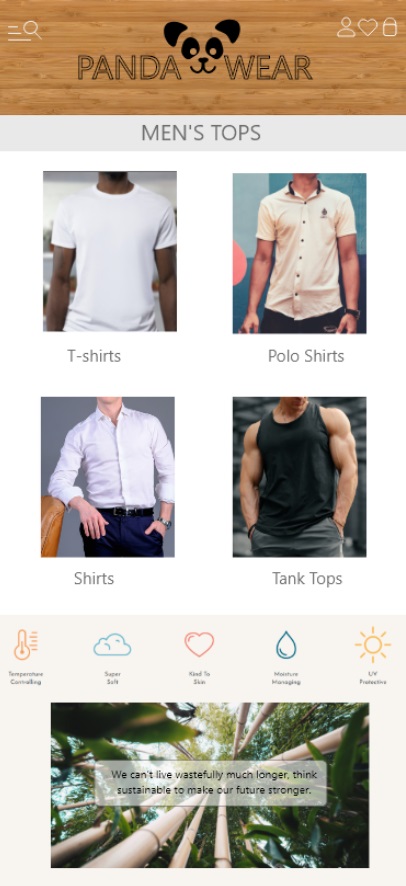 PANDA WEAR
MEN'S TOPS
T-shirts
Polo Shirts
Shirts
Tank Tops
Temperature
Controlling
Super
Soft
Kind To
Skin
Moisture
Managing
UV
Protective
We can't live wastefully much longer, think
sustainable to make our future stronger.